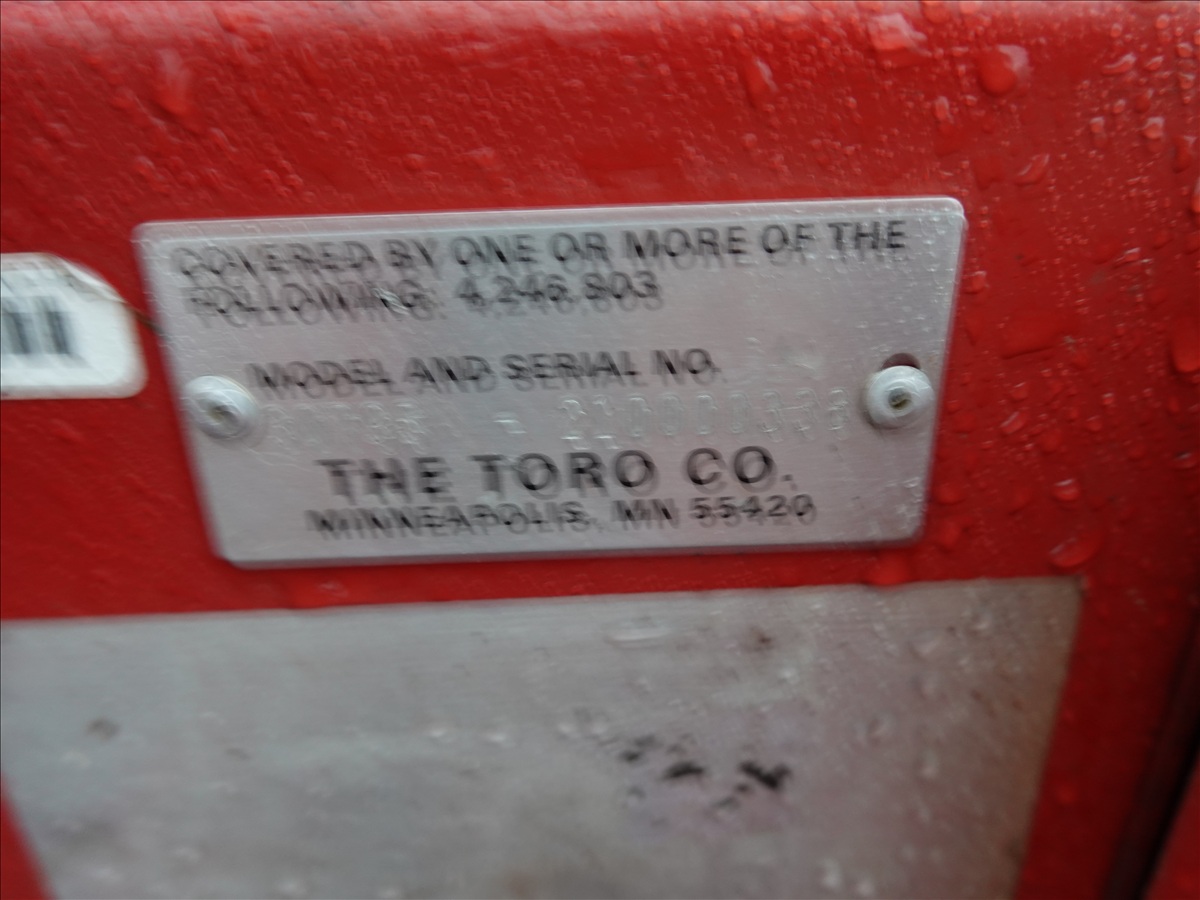 COVERED BY ONE OR MORE OF THE
FOLLOWING: 4,246,803
MODEL AND SERIAL NO.
THE TORO CO.
MINNEAPOLIS, MN 55420